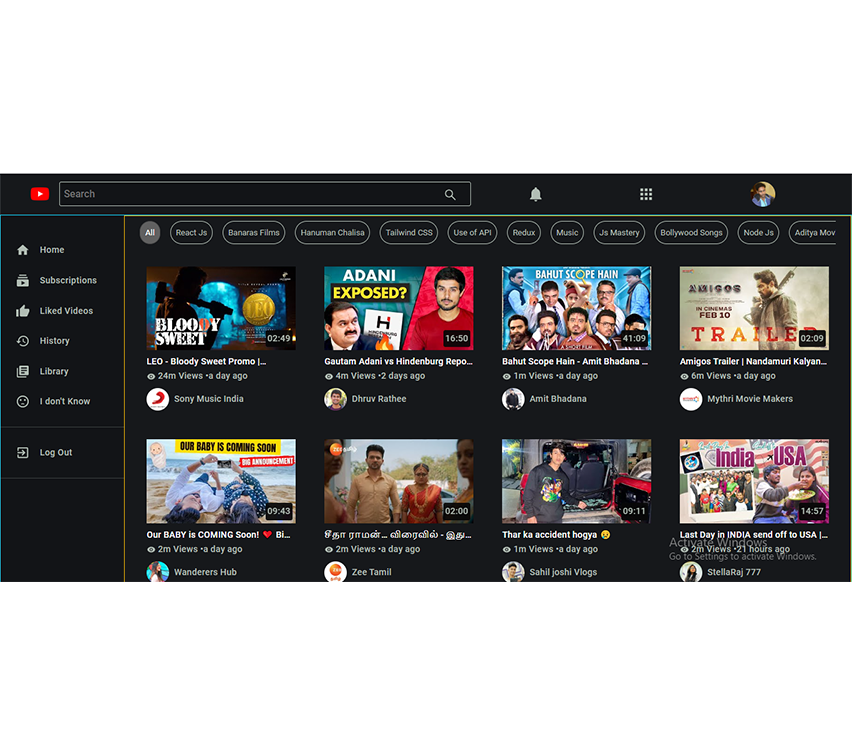 Search
All
React Js
Banaras Films
Hanuman Chalisa
Tailwind CSS
Use of API
Redux
Music
Js Mastery
Bollywood Songs
Node Js
Aditya Mov
Home
Subscriptions
Liked Videos
History
Library
I don't Know
Log Out
BLOODY
SWEET
LEO
02:49
LEO - Bloody Sweet Promo |...
24m Views •a day ago
Sony Music India
ADANI
EXPOSED?
H
HINDENBURG
16:50
Gautam Adani vs Hindenburg Repo...
4m Views •2 days ago
Dhruv Rathee
BAHUT SCOPE HAIN
41:09
Bahut Scope Hain - Amit Bhadana ...
1m Views •a day ago
Amit Bhadana
AMIGOS
IN CINEMAS
FEB 10
TRAILER
02:09
Amigos Trailer | Nandamuri Kalyan...
6m Views •a day ago
Mythri Movie Makers
OUR BABY IS COMING SOON
BIG ANNOUNCEMENT
09:43
Our BABY is COMING Soon! ❤️ Bi...
2m Views •a day ago
Wanderers Hub
02:00
சீதா ராமன்... விரைவில் - இது...
2m Views •a day ago
Zee Tamil
09:11
Thar ka accident hogya 😥
1m Views •a day ago
Sahil joshi Vlogs
India
USA
14:57
Last Day in INDIA send off to USA |...
2m Views •21 hours ago
StellaRaj 777
Activate Windows
Go to Settings to activate Windows.